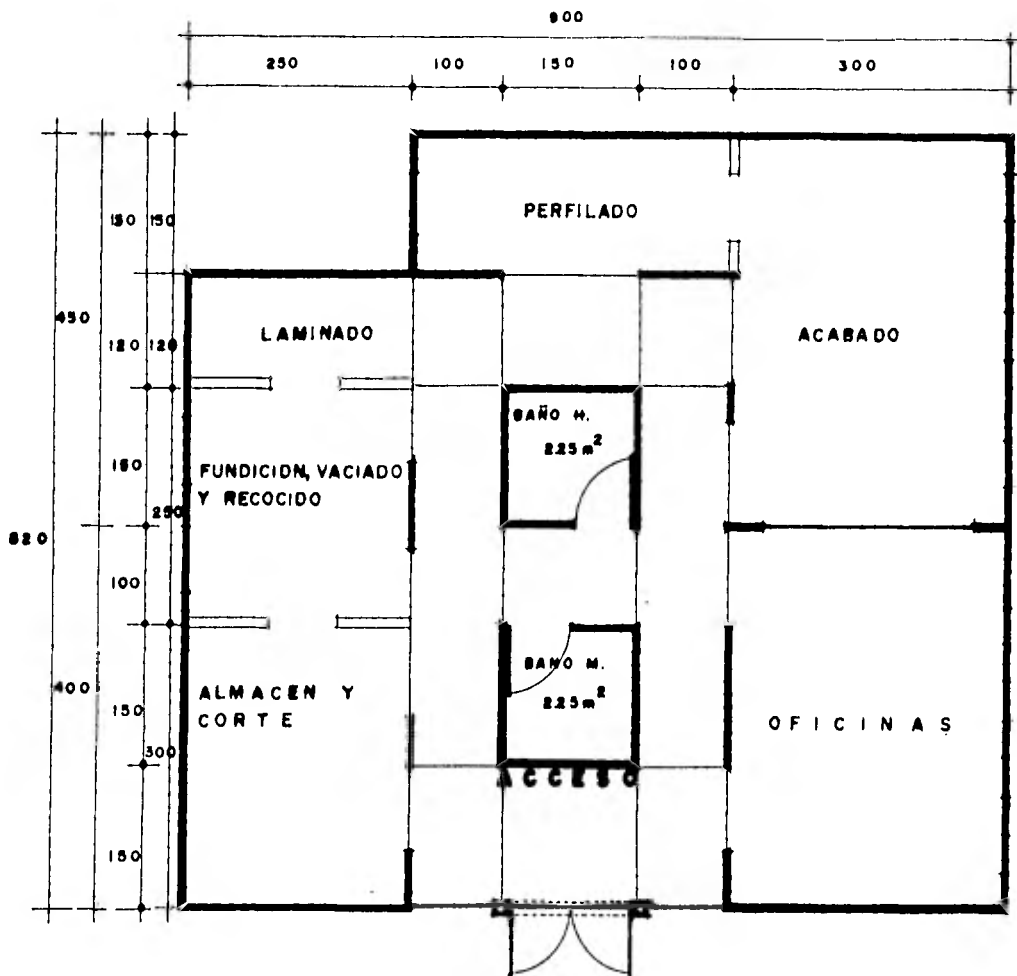 900
250 100 150 100 300
150 150
PERFILADO
450
LAMINADO
ACABADO
120 120
BAÑO H.
2.25 m²
150
FUNDICION, VACIADO
Y RECOCIDO
250
820
100
BAÑO M.
2.25 m²
400
ALMACEN Y
CORTE
150
OFICINAS
300
ACCESO
150